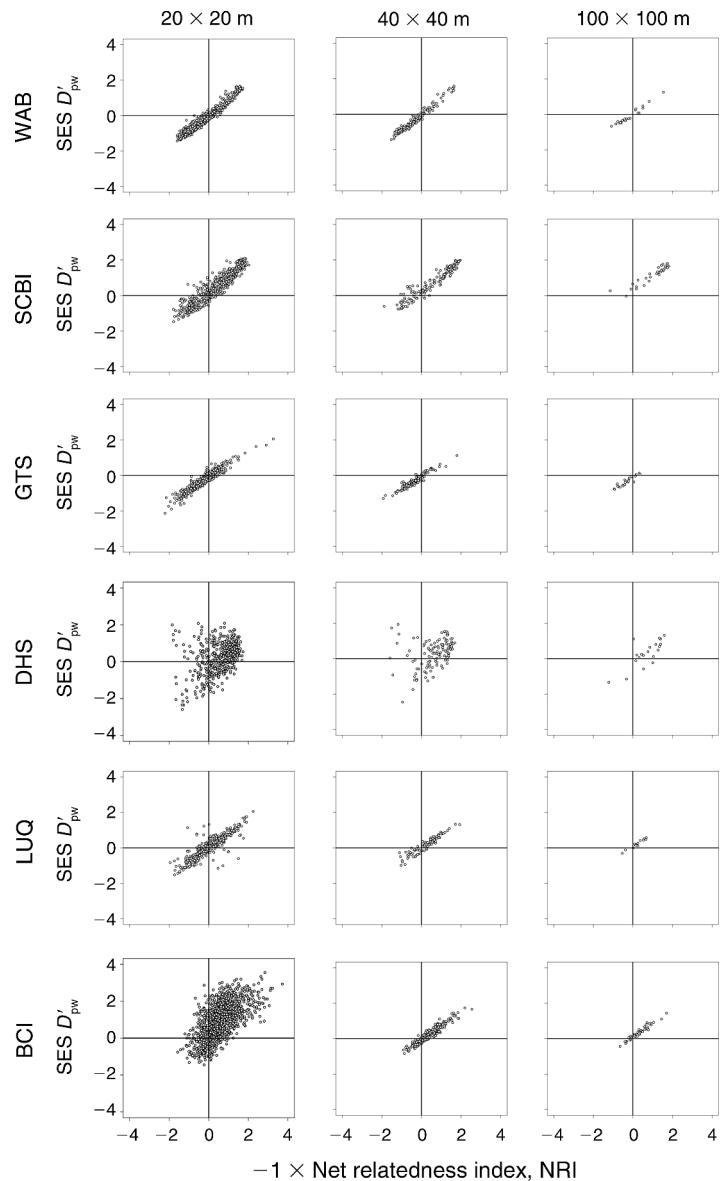 20 × 20 m 40 × 40 m 100 × 100 m
WAB
SES D′pw
4
2
0
−2
−4
SCBI
SES D′pw
4
2
0
−2
−4
GTS
SES D′pw
4
2
0
−2
−4
DHS
SES D′pw
4
2
0
−2
−4
LUQ
SES D′pw
4
2
0
−2
−4
BCI
SES D′pw
4
2
0
−2
−4
−4 −2 0 2 4 −4 −2 0 2 4 −4 −2 0 2 4
−1 × Net relatedness index, NRI